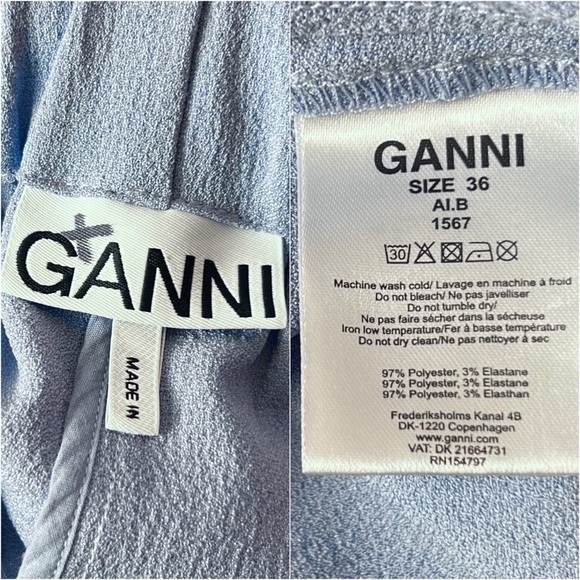 GANNI
MADE IN
GANNI
SIZE 36
AI.B
1567
30
Machine wash cold/ Lavage en machine à froid
Do not bleach/ Ne pas javelliser
Do not tumble dry/
Ne pas faire sécher dans la sécheuse
Iron low temperature/Fer à basse température
Do not dry clean/Ne pas nettoyer à sec
97% Polyester, 3% Elastane
97% Polyester, 3% Elastane
97% Polyester, 3% Elasthan
Frederiksholms Kanal 4B
DK-1220 Copenhagen
www.ganni.com
VAT: DK 21664731
RN154797